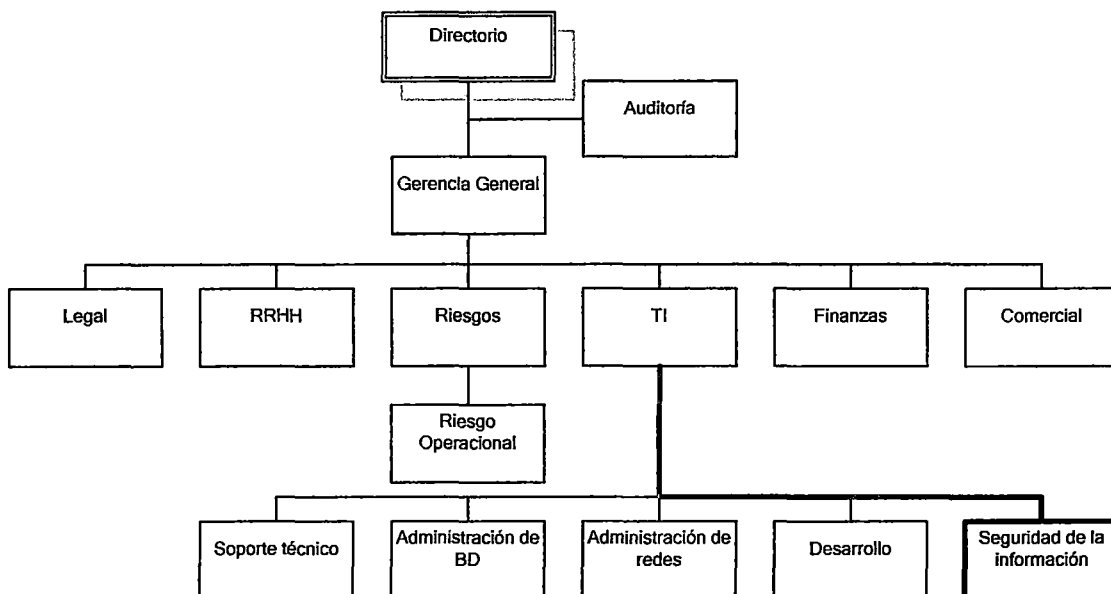 Directorio
Auditoría
Gerencia General
Legal
RRHH
Riesgos
TI
Finanzas
Comercial
Riesgo
Operacional
Soporte técnico
Administración de
BD
Administración de
redes
Desarrollo
Seguridad de la
información